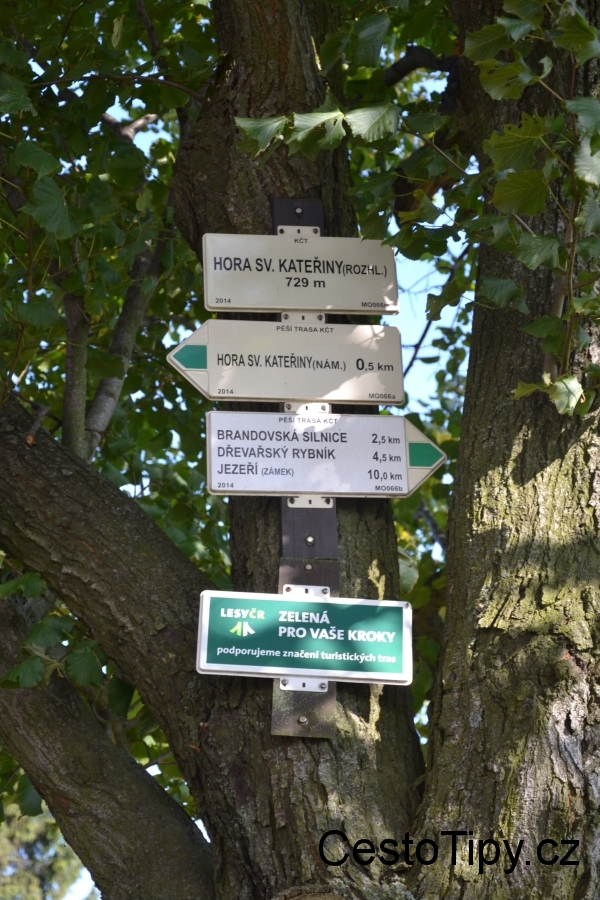 KČT
HORA SV. KATEŘINY(ROZHL.)
729 m
2014 MO066e
PĚŠÍ TRASA KČT
HORA SV. KATEŘINY(NÁM.) 0,5 km
2014 MO066a
PĚŠÍ TRASA KČT
BRANDOVSKÁ SILNICE 2,5 km
DŘEVAŘSKÝ RYBNÍK 4,5 km
JEZEŘÍ (ZÁMEK) 10,0 km
2014 MO066b
LESYČR ZELENÁ
PRO VAŠE KROKY
podporujeme značení turistických tras
CestoTipy.cz